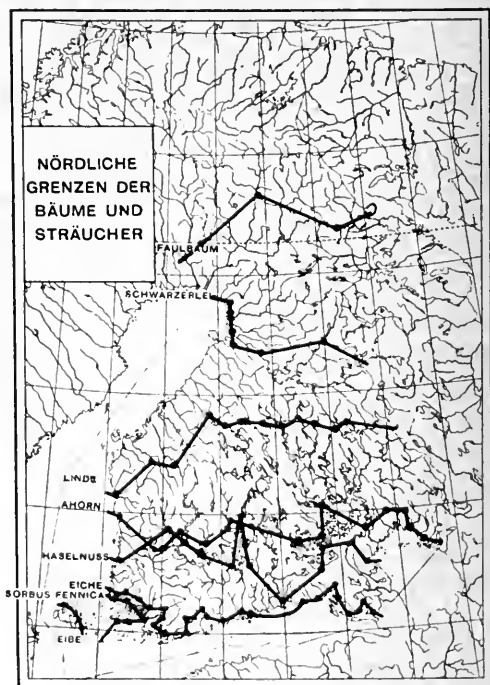 NÖRDLICHE
GRENZEN DER
BÄUME UND
STRÄUCHER
FAULBAUM
SCHWARZERLE
LINDE
AHORN
HASELNUSS
EICHE
SORBUS FENNICA
EIBE